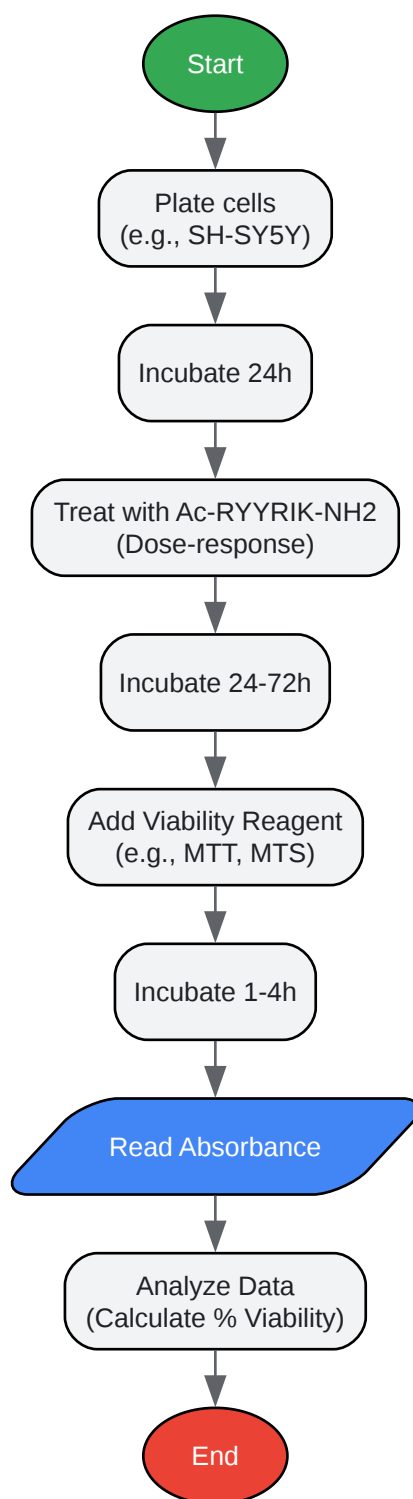 Start
Plate cells
(e.g., SH-SY5Y)
Incubate 24h
Treat with Ac-RYYRIK-NH2
(Dose-response)
Incubate 24-72h
Add Viability Reagent
(e.g., MTT, MTS)
Incubate 1-4h
Read Absorbance
Analyze Data
(Calculate % Viability)
End